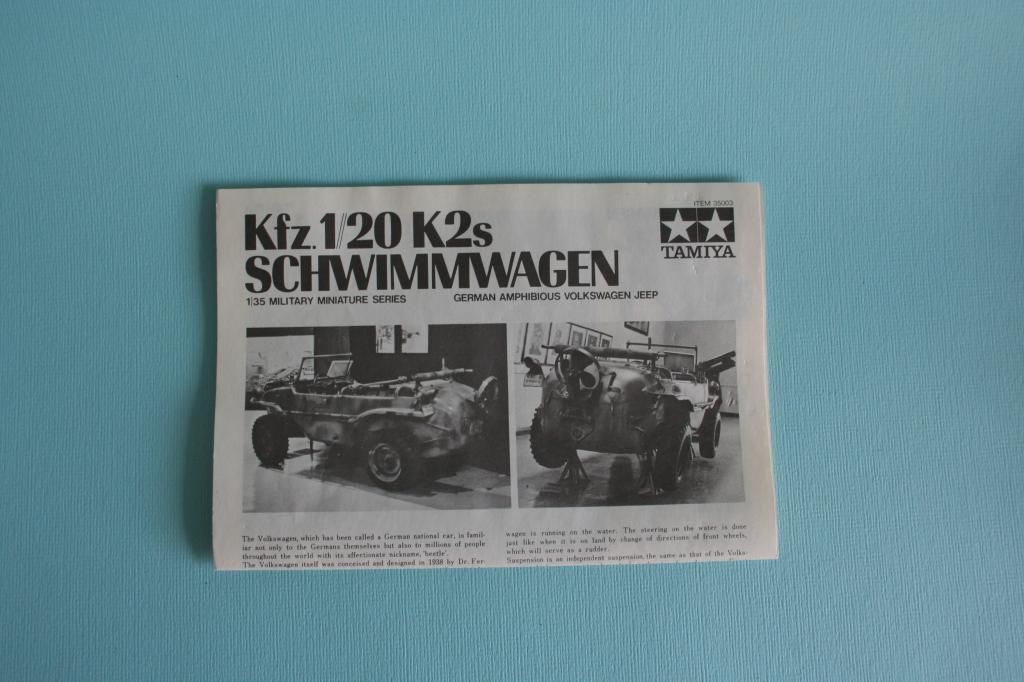 ITEM 35003
TAMIYA
Kfz. 1/20 K2s
SCHWIMMWAGEN
1/35 MILITARY MINIATURE SERIES GERMAN AMPHIBIOUS VOLKSWAGEN JEEP
The Volkswagen, which has been called a German national car, is famil-
iar not only to the Germans themselves but also to millions of people
throughout the world with its affectionate nickname, 'beetle'.
The Volkswagen itself was conceised and designed in 1938 by Dr. Fer-
wagen is running on the water. The steering on the water is done
just like when it is on land by change of directions of front wheels,
which will serve as a rudder.
Suspension is an independent suspension, the same as that of the Volks-